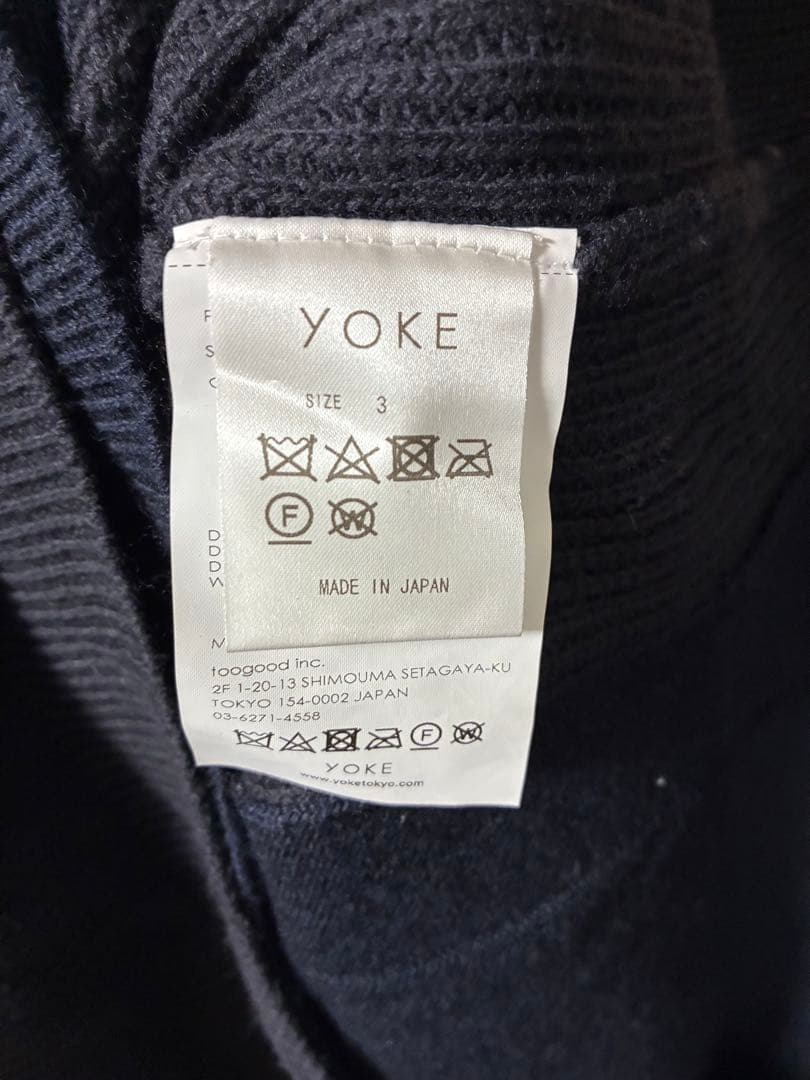 YOKE
SIZE 3
F
W
MADE IN JAPAN
toogood inc.
2F 1-20-13 SHIMOUMA SETAGAYA-KU
TOKYO 154-0002 JAPAN
03-6271-4558
F
W
YOKE
www.yoketokyo.com